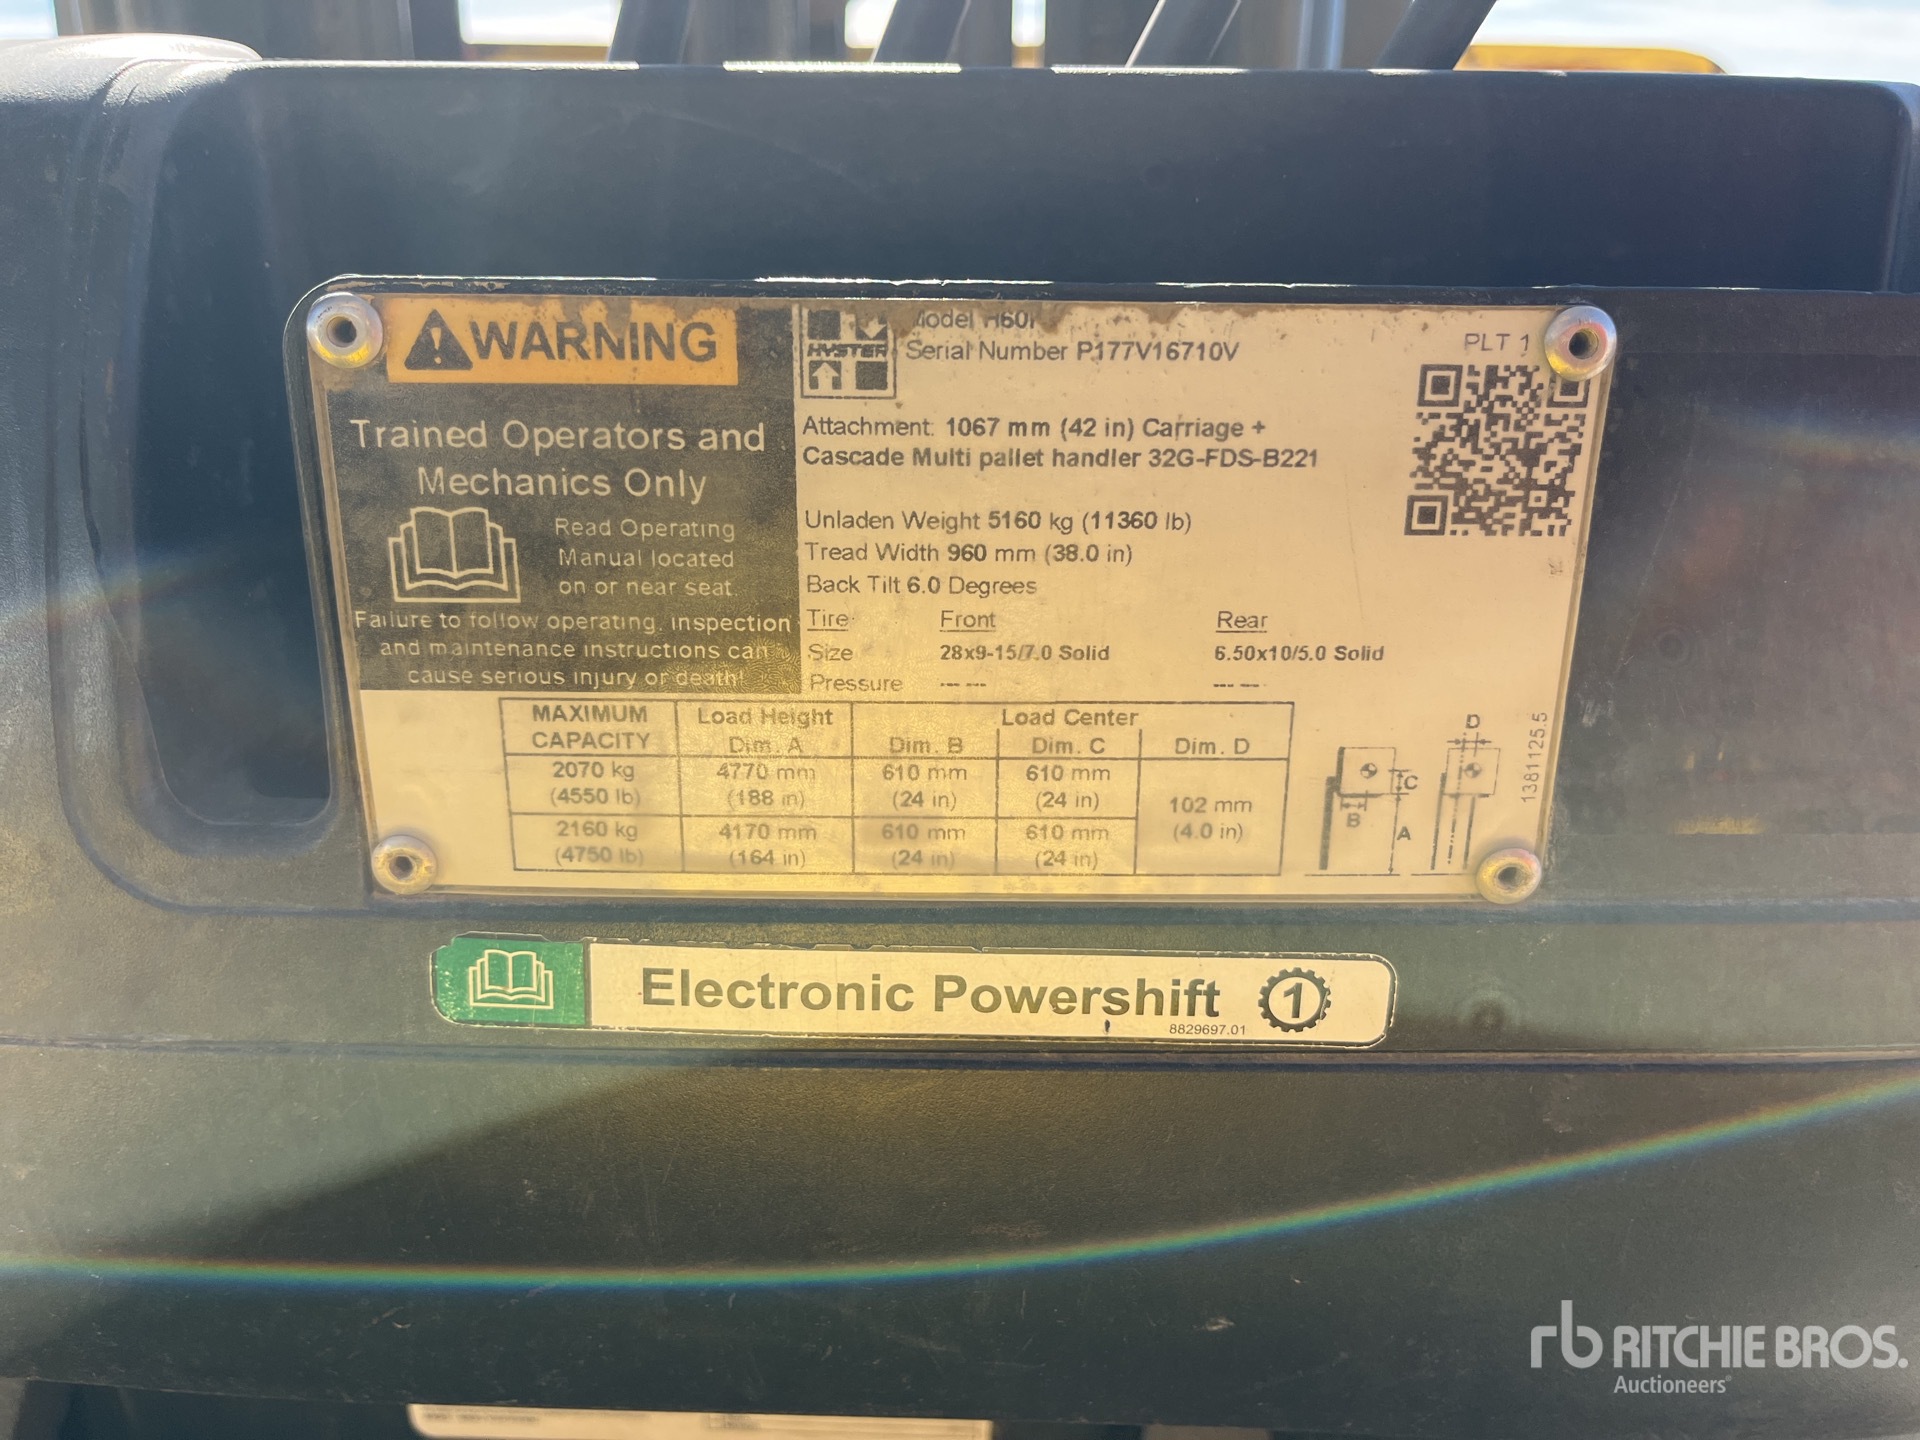 WARNING
Trained Operators and
Mechanics Only
Read Operating
Manual located
on or near seat.
Failure to follow operating, inspection
and maintenance instructions can
cause serious injury or death!
HYSTER
Model
Serial Number P177V16710V
PLT 1
Attachment: 1067 mm (42 in) Carriage +
Cascade Multi pallet handler 32G-FDS-B221
Unladen Weight 5160 kg (11360 lb)
Tread Width 960 mm (38.0 in)
Back Tilt 6.0 Degrees
Tire Front Rear
Size 28x9-15/7.0 Solid 6.50x10/5.0 Solid
Pressure --- --- --- ---
MAXIMUM CAPACITY Load Height Load Center
Dim. A Dim. B Dim. C Dim. D
2070 kg 4770 mm 610 mm 610 mm
(4550 lb) (188 in) (24 in) (24 in)
102 mm
(4.0 in)
2160 kg 4170 mm 610 mm 610 mm
(4750 lb) (164 in) (24 in) (24 in)
D
C
B
A
13811255
Electronic Powershift 1
8829697.01
rb RITCHIE BROS.
Auctioneers